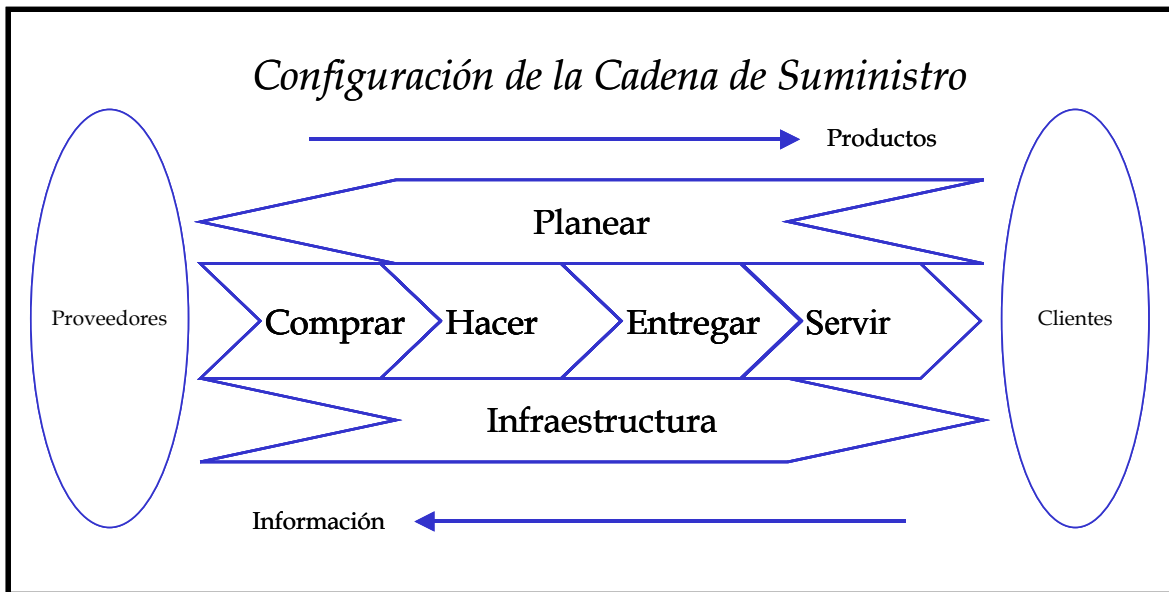 Configuración de la Cadena de Suministro
Productos
Planear
Proveedores
Comprar
Hacer
Entregar
Servir
Clientes
Infraestructura
Información